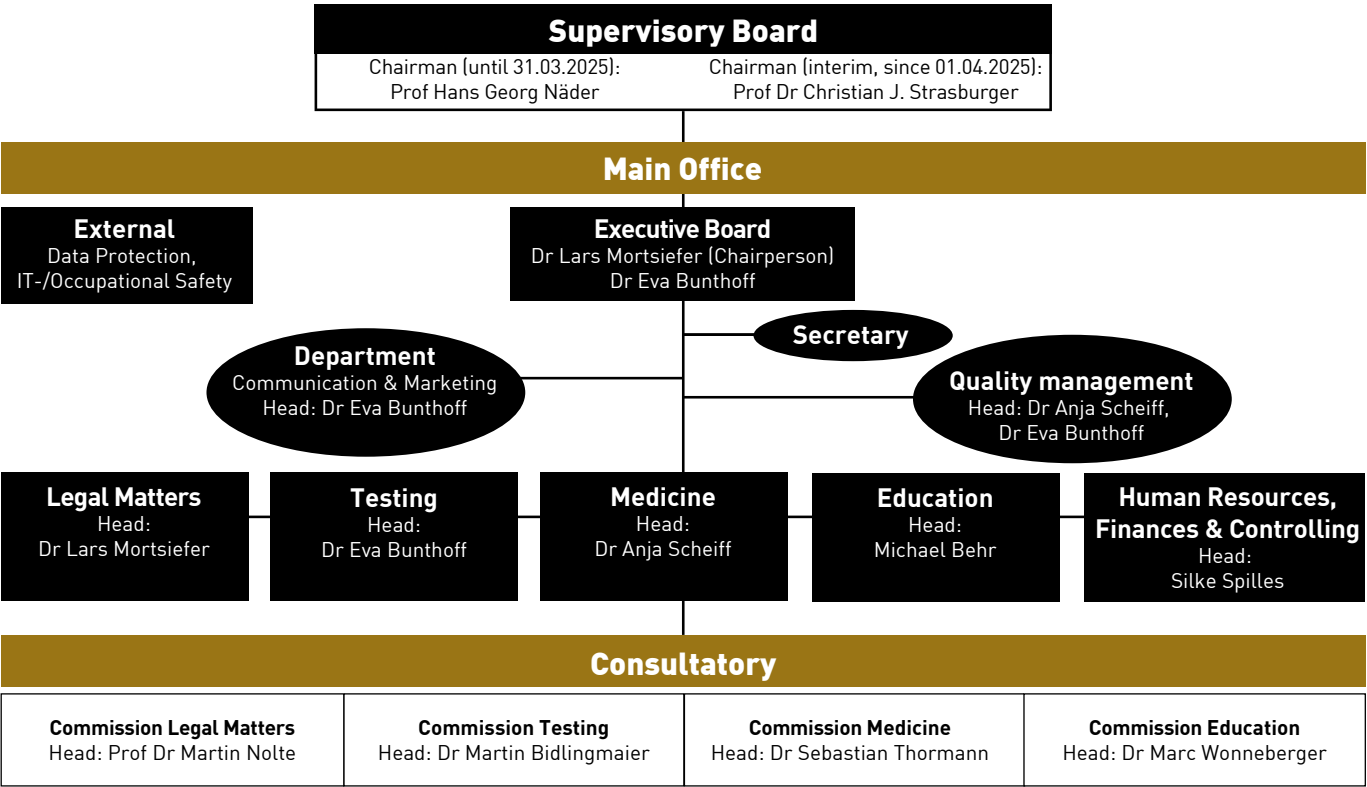 Supervisory Board
Chairman (until 31.03.2025):
Prof Hans Georg Näder
Chairman (interim, since 01.04.2025):
Prof Dr Christian J. Strasburger
Main Office
External
Data Protection,
IT-/Occupational Safety
Executive Board
Dr Lars Mortsiefer (Chairperson)
Dr Eva Bunthoff
Secretary
Department
Communication & Marketing
Head: Dr Eva Bunthoff
Quality management
Head: Dr Anja Scheiff,
Dr Eva Bunthoff
Legal Matters
Head:
Dr Lars Mortsiefer
Testing
Head:
Dr Eva Bunthoff
Medicine
Head:
Dr Anja Scheiff
Education
Head:
Michael Behr
Human Resources,
Finances & Controlling
Head:
Silke Spilles
Consultatory
Commission Legal Matters
Head: Prof Dr Martin Nolte
Commission Testing
Head: Dr Martin Bidlingmaier
Commission Medicine
Head: Dr Sebastian Thormann
Commission Education
Head: Dr Marc Wonneberger